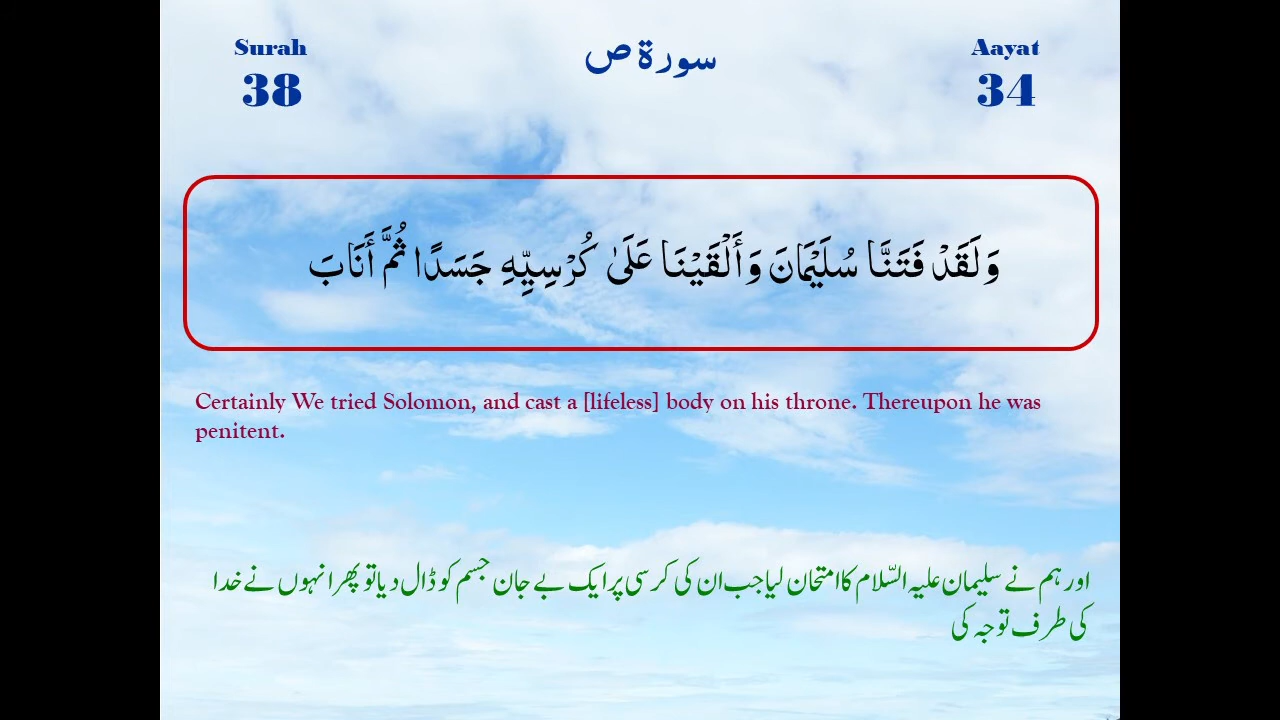 Surah
38
سورۃ ص
Aayat
34
وَلَقَدْ فَتَنَّا سُلَيْمَانَ وَأَلْقَيْنَا عَلَىٰ كُرْسِيِّهِ جَسَدًا ثُمَّ أَنَابَ
Certainly We tried Solomon, and cast a [lifeless] body on his throne. Thereupon he was
penitent.
اور ہم نے سلیمان علیہ السّلام کا امتحان لیا جب ان کی کرسی پر ایک بے جان جسم کو ڈال دیا تو پھر انہوں نے خدا
کی طرف توجہ کی